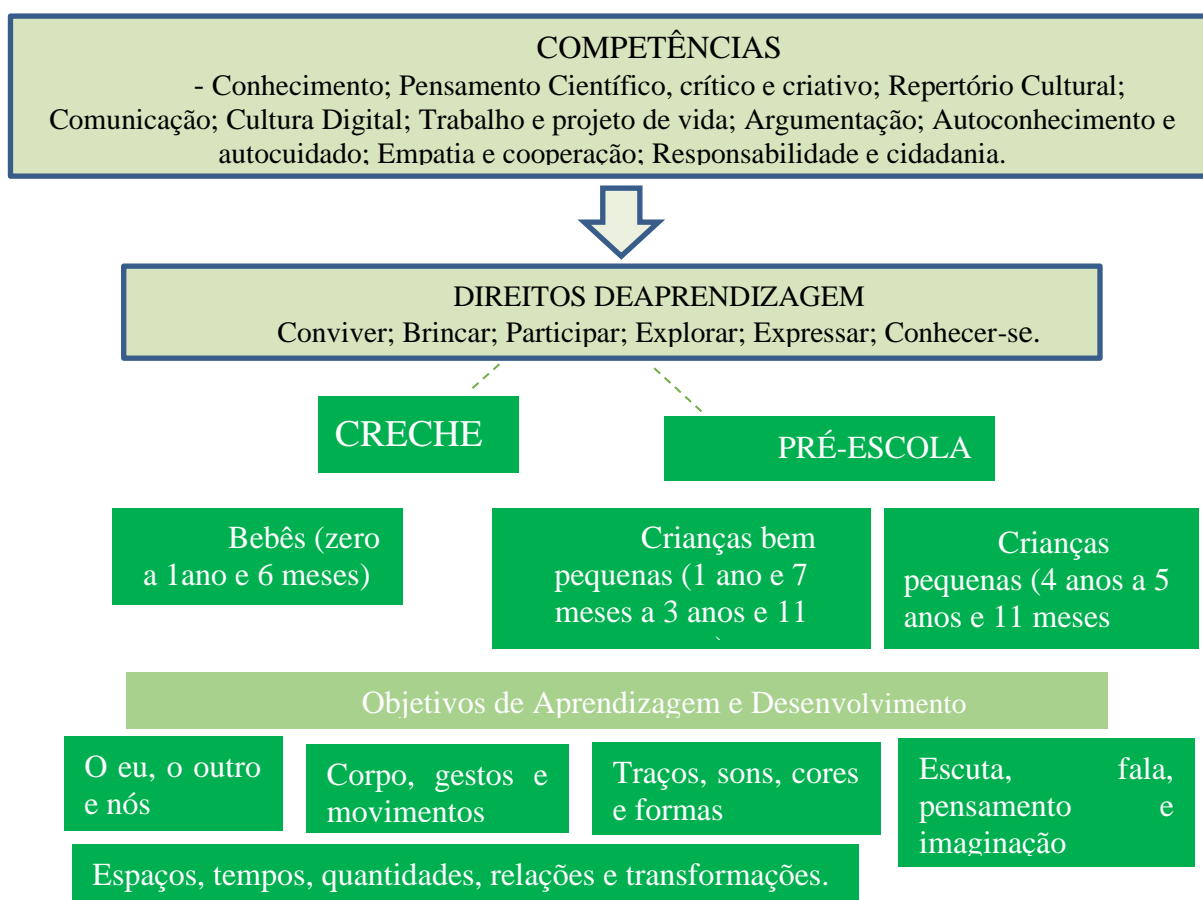 COMPETÊNCIAS
- Conhecimento; Pensamento Científico, crítico e criativo; Repertório Cultural;
Comunicação; Cultura Digital; Trabalho e projeto de vida; Argumentação; Autoconhecimento e
autocuidado; Empatia e cooperação; Responsabilidade e cidadania.
DIREITOS DEAPRENDIZAGEM
Conviver; Brincar; Participar; Explorar; Expressar; Conhecer-se.
CRECHE
PRÉ-ESCOLA
Bebês (zero
a 1ano e 6 meses)
Crianças bem
pequenas (1 ano e 7
meses a 3 anos e 11
Crianças
pequenas (4 anos a 5
anos e 11 meses
Objetivos de Aprendizagem e Desenvolvimento
O eu, o outro
e nós
Corpo, gestos e
movimentos
Traços, sons, cores
e formas
Escuta, fala,
pensamento e
imaginação
Espaços, tempos, quantidades, relações e transformações.